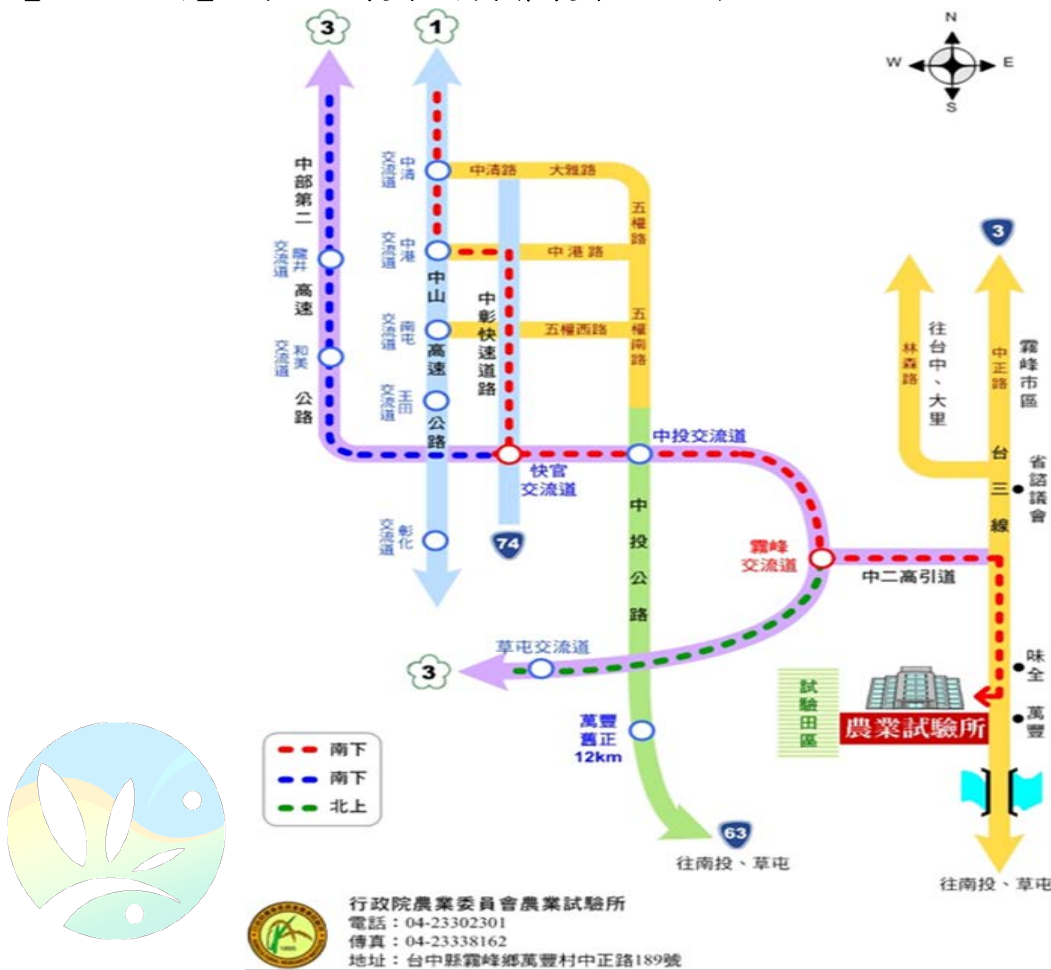 3
1
N
W
E
S
中部第二高速公路
龍井交流道
和美交流道
中清交流道
中港交流道
南屯交流道
王田交流道
彰化交流道
中山高速公路
中清路
大雅路
五權路
中港路
中彰快速道路
五權西路
五權南路
中投交流道
快官
交流道
74
中投公路
霧峰
交流道
中二高引道
草屯交流道
3
萬豐
舊正
12km
63
往南投、草屯
3
林森路
往台中、大里
中正路
霧峰市區
台三線
省諮議會
味全
萬豐
試驗田區
農業試驗所
往南投、草屯
南下
南下
北上
行政院農業委員會農業試驗所
電話：04-23302301
傳真：04-23338162
地址：台中縣霧峰鄉萬豐村中正路189號